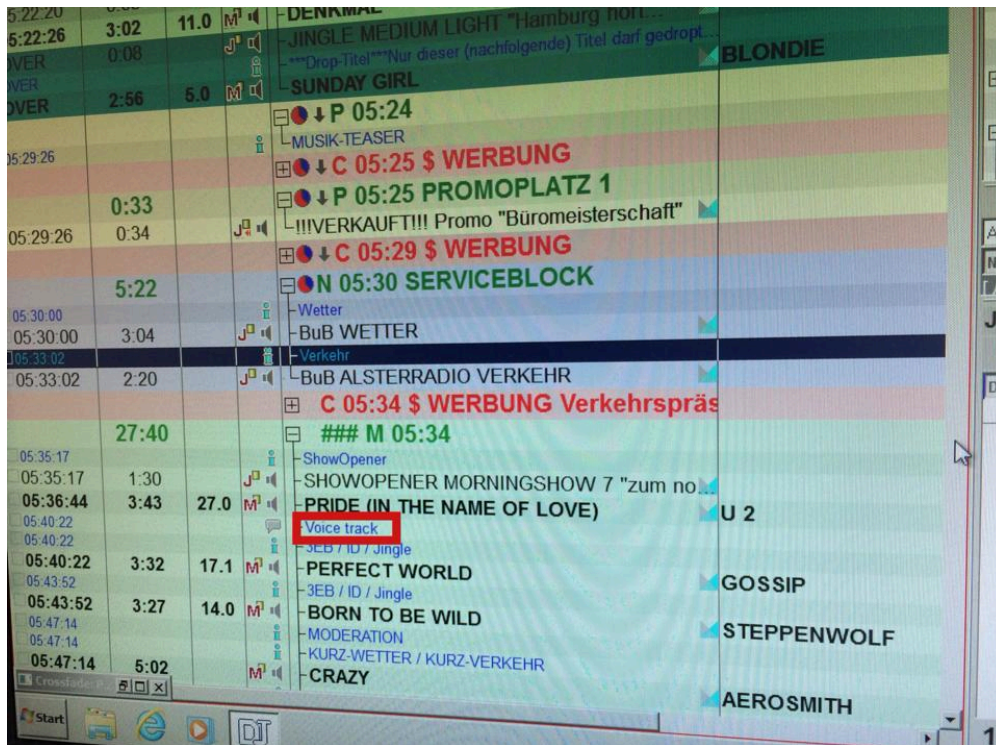 5:22:20
DENKMAL
5:22:26 3:02 11.0 JINGLE MEDIUM LIGHT "Hamburg hört...
OVER 0:08 ***Drop-Titel***Nur dieser (nachfolgende) Titel darf gedropt... BLONDIE
OVER
OVER 2:56 5.0 SUNDAY GIRL
P 05:24
MUSIK-TEASER
05:29:26
C 05:25 $ WERBUNG
P 05:25 PROMOPLATZ 1
0:33
05:29:26 0:34 !!!VERKAUFT!!! Promo "Büromeisterschaft"
C 05:29 $ WERBUNG
5:22 N 05:30 SERVICEBLOCK
05:30:00 Wetter
05:30:00 3:04 BuB WETTER
05:33:02 Verkehr
05:33:02 2:20 BuB ALSTERRADIO VERKEHR
C 05:34 $ WERBUNG Verkehrspräs
27:40 ### M 05:34
05:35:17 ShowOpener
05:35:17 1:30 SHOWOPENER MORNINGSHOW 7 "zum no...
05:36:44 3:43 27.0 PRIDE (IN THE NAME OF LOVE) U 2
05:40:22 Voice track
05:40:22 3EB / ID / Jingle
05:40:22 3:32 17.1 PERFECT WORLD GOSSIP
05:43:52 3EB / ID / Jingle
05:43:52 3:27 14.0 BORN TO BE WILD STEPPENWOLF
05:47:14 MODERATION
05:47:14 KURZ-WETTER / KURZ-VERKEHR
05:47:14 5:02 CRAZY AEROSMITH
Crossfade
Start
DJ